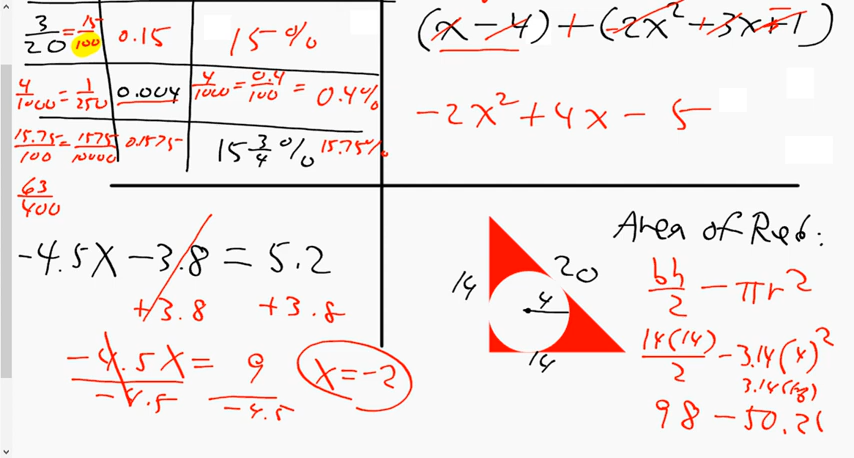 3/20 = 15/100 0.15 15%
4/1000 = 1/250 0.004 4/1000 = 0.4/100 = 0.4%
15.75/100 = 1575/10000 0.1575 15 3/4 % 15.75%
63/400
(x - 4) + (-2x² + 3x - 1)
-2x² + 4x - 5
-4.5x - 3.8 = 5.2
+3.8 +3.8
-4.5x = 9
-4.5 -4.5
x = -2
14 20
4
14
Area of Red:
bh/2 - πr²
14(14)/2 - 3.14(4)²
3.14(16)
98 - 50.2